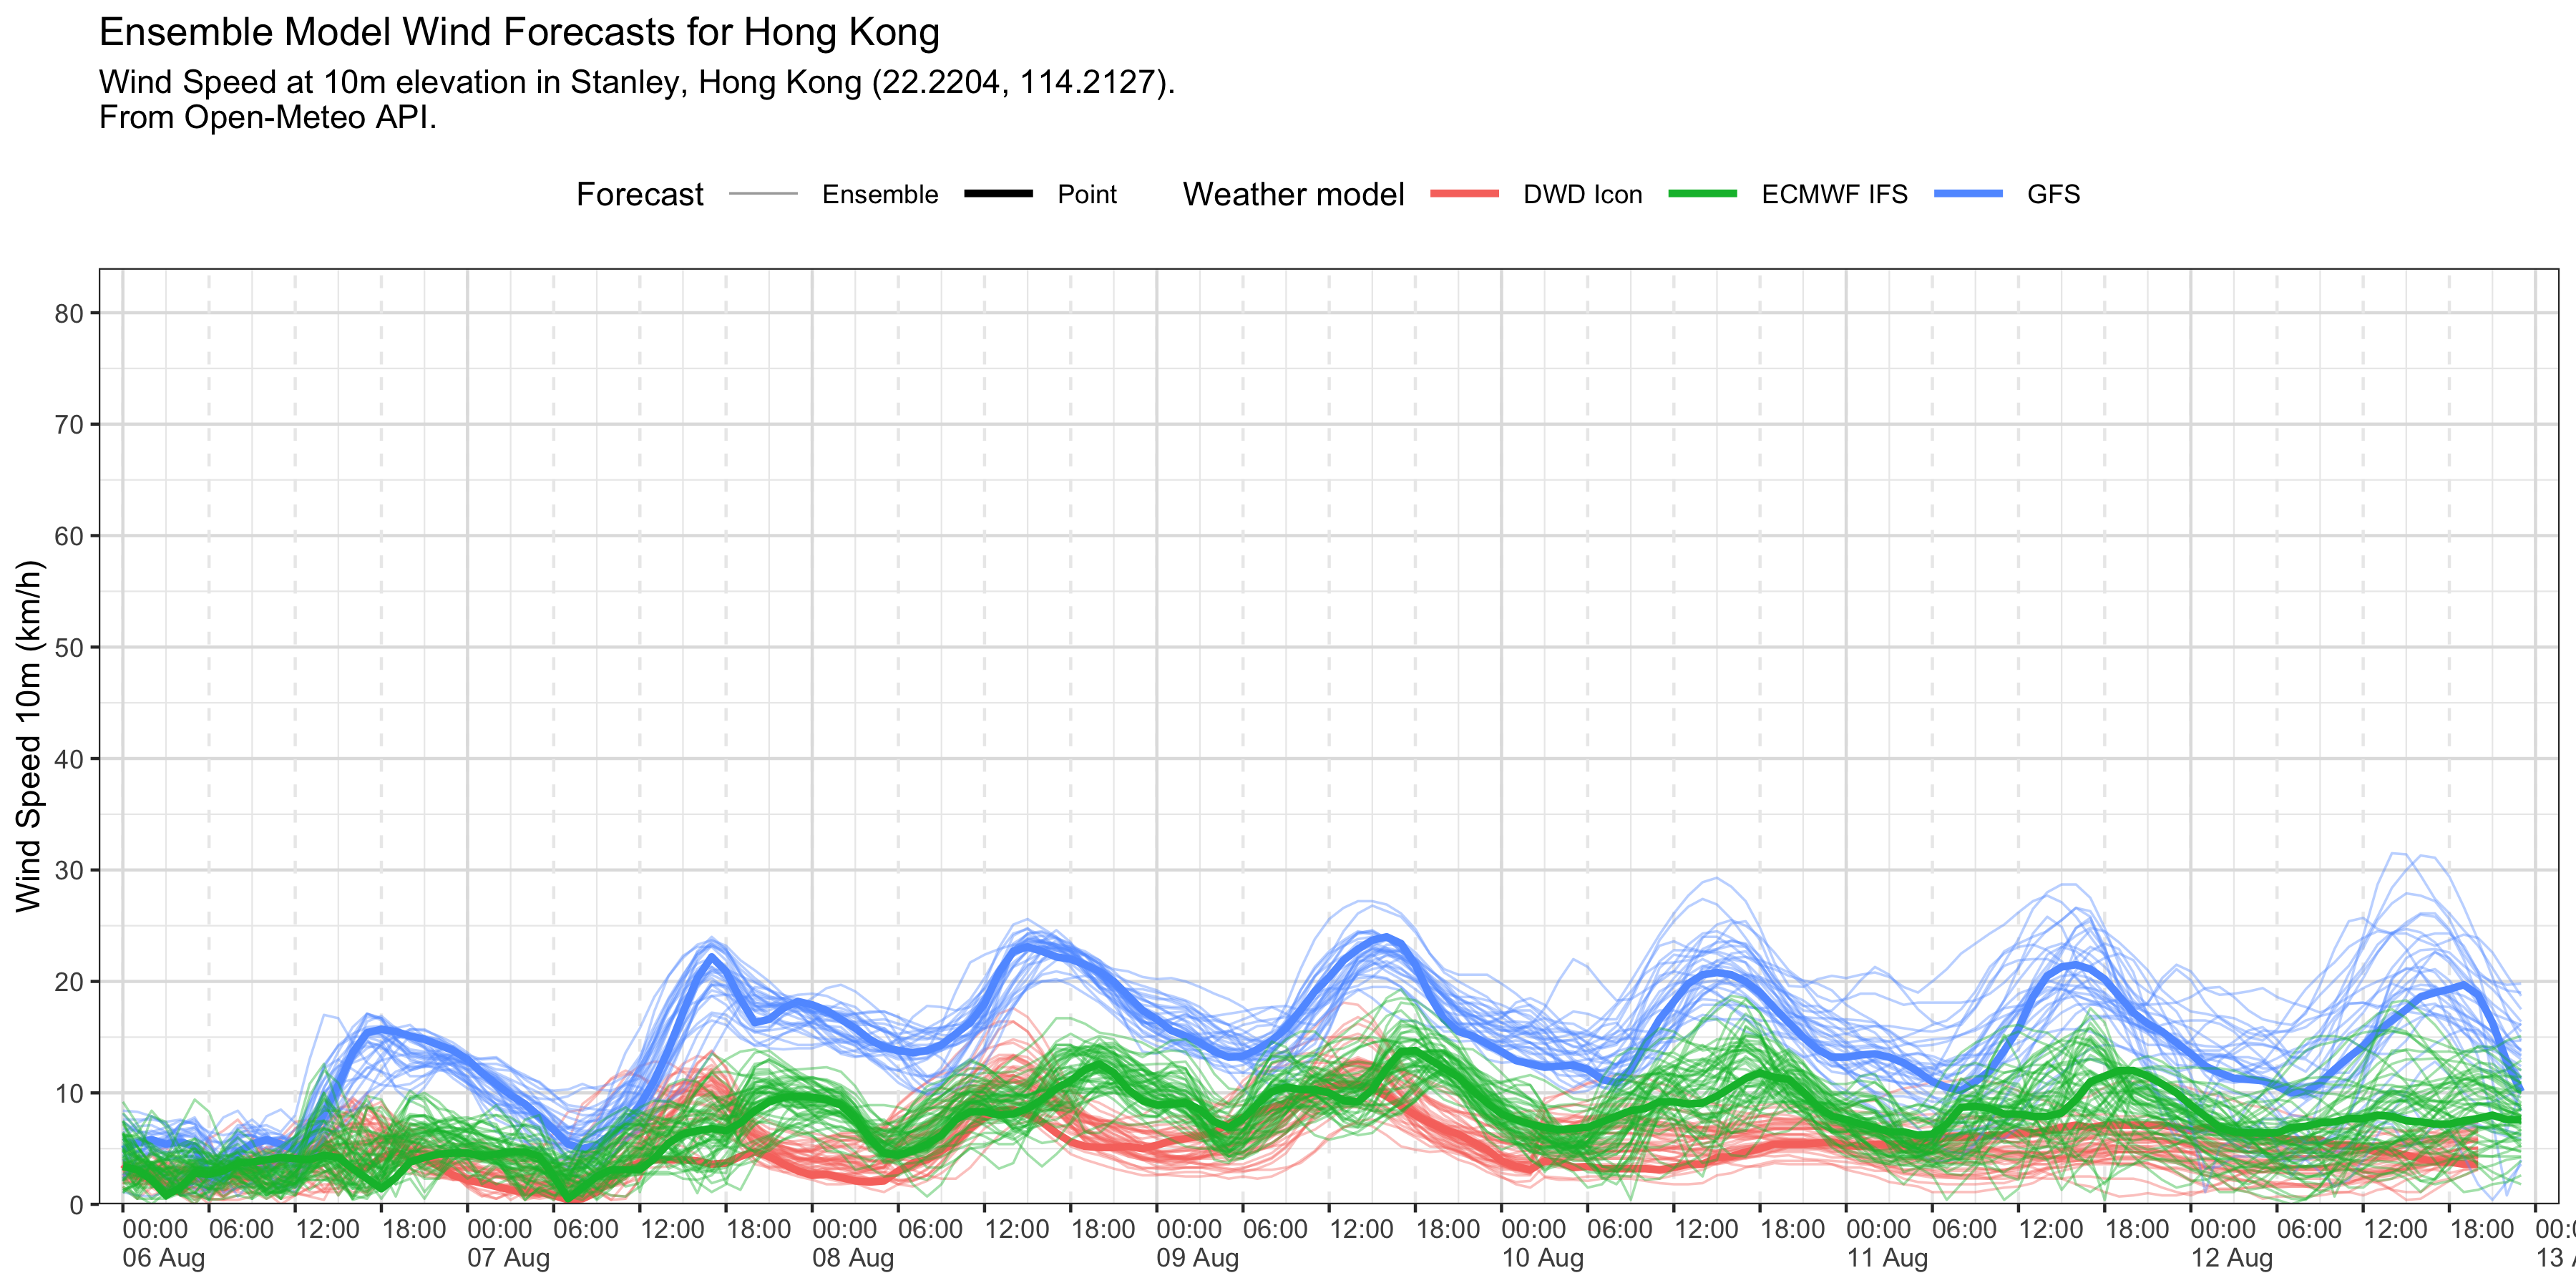 Ensemble Model Wind Forecasts for Hong Kong
Wind Speed at 10m elevation in Stanley, Hong Kong (22.2204, 114.2127).
From Open-Meteo API.
Forecast Ensemble Point Weather model DWD Icon ECMWF IFS GFS
Wind Speed 10m (km/h)
80
70
60
50
40
30
20
10
0
00:00 06:00 12:00 18:00 00:00 06:00 12:00 18:00 00:00 06:00 12:00 18:00 00:00 06:00 12:00 18:00 00:00 06:00 12:00 18:00 00:00 06:00 12:00 18:00 00:00 06:00 12:00 18:00
06 Aug 07 Aug 08 Aug 09 Aug 10 Aug 11 Aug 12 Aug 13